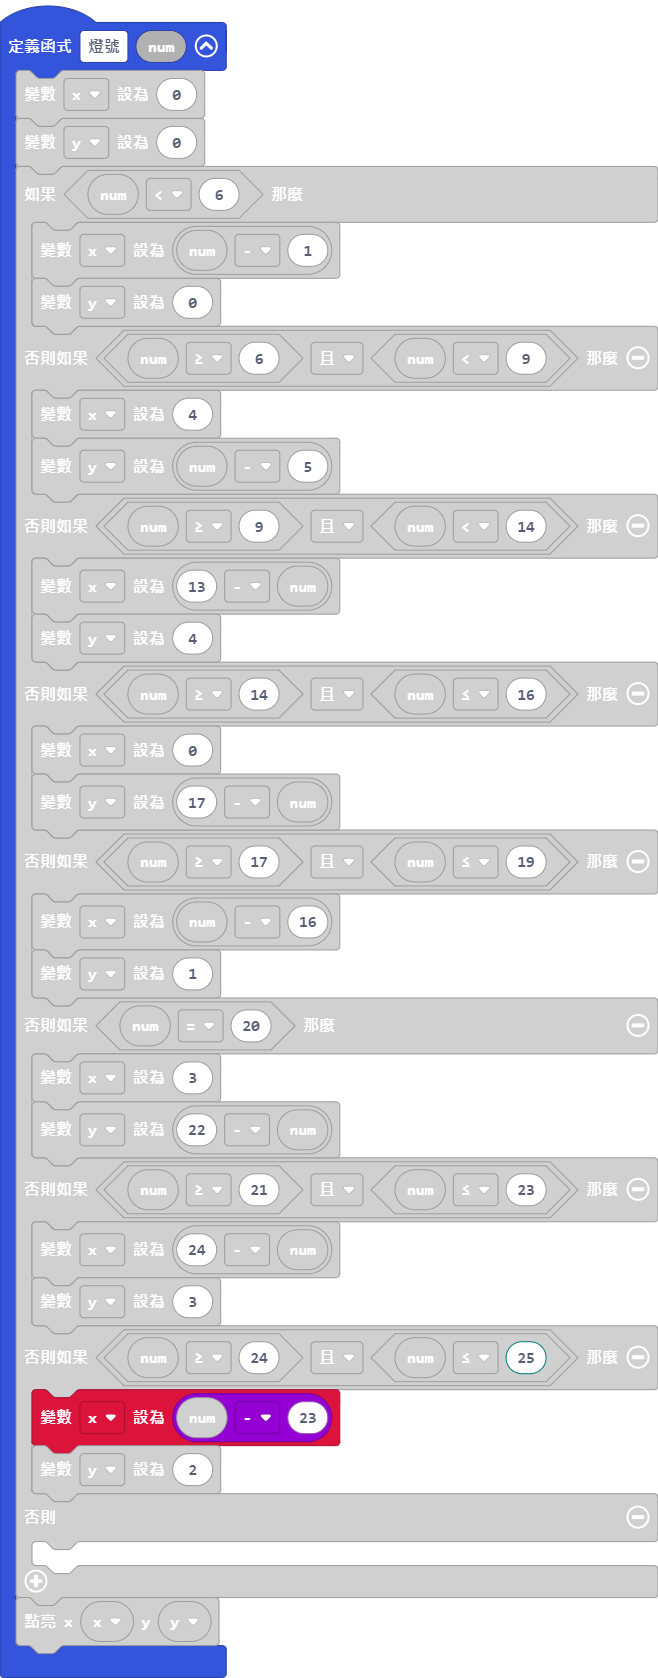 定義函式 燈號 num
變數 x 設為 0
變數 y 設為 0
如果 num < 6 那麼
變數 x 設為 num - 1
變數 y 設為 0
否則如果 num ≥ 6 且 num < 9 那麼
變數 x 設為 4
變數 y 設為 num - 5
否則如果 num ≥ 9 且 num < 14 那麼
變數 x 設為 13 - num
變數 y 設為 4
否則如果 num ≥ 14 且 num ≤ 16 那麼
變數 x 設為 0
變數 y 設為 17 - num
否則如果 num ≥ 17 且 num ≤ 19 那麼
變數 x 設為 num - 16
變數 y 設為 1
否則如果 num = 20 那麼
變數 x 設為 3
變數 y 設為 22 - num
否則如果 num ≥ 21 且 num ≤ 23 那麼
變數 x 設為 24 - num
變數 y 設為 3
否則如果 num ≥ 24 且 num ≤ 25 那麼
變數 x 設為 num - 23
變數 y 設為 2
否則
點亮 x x y y